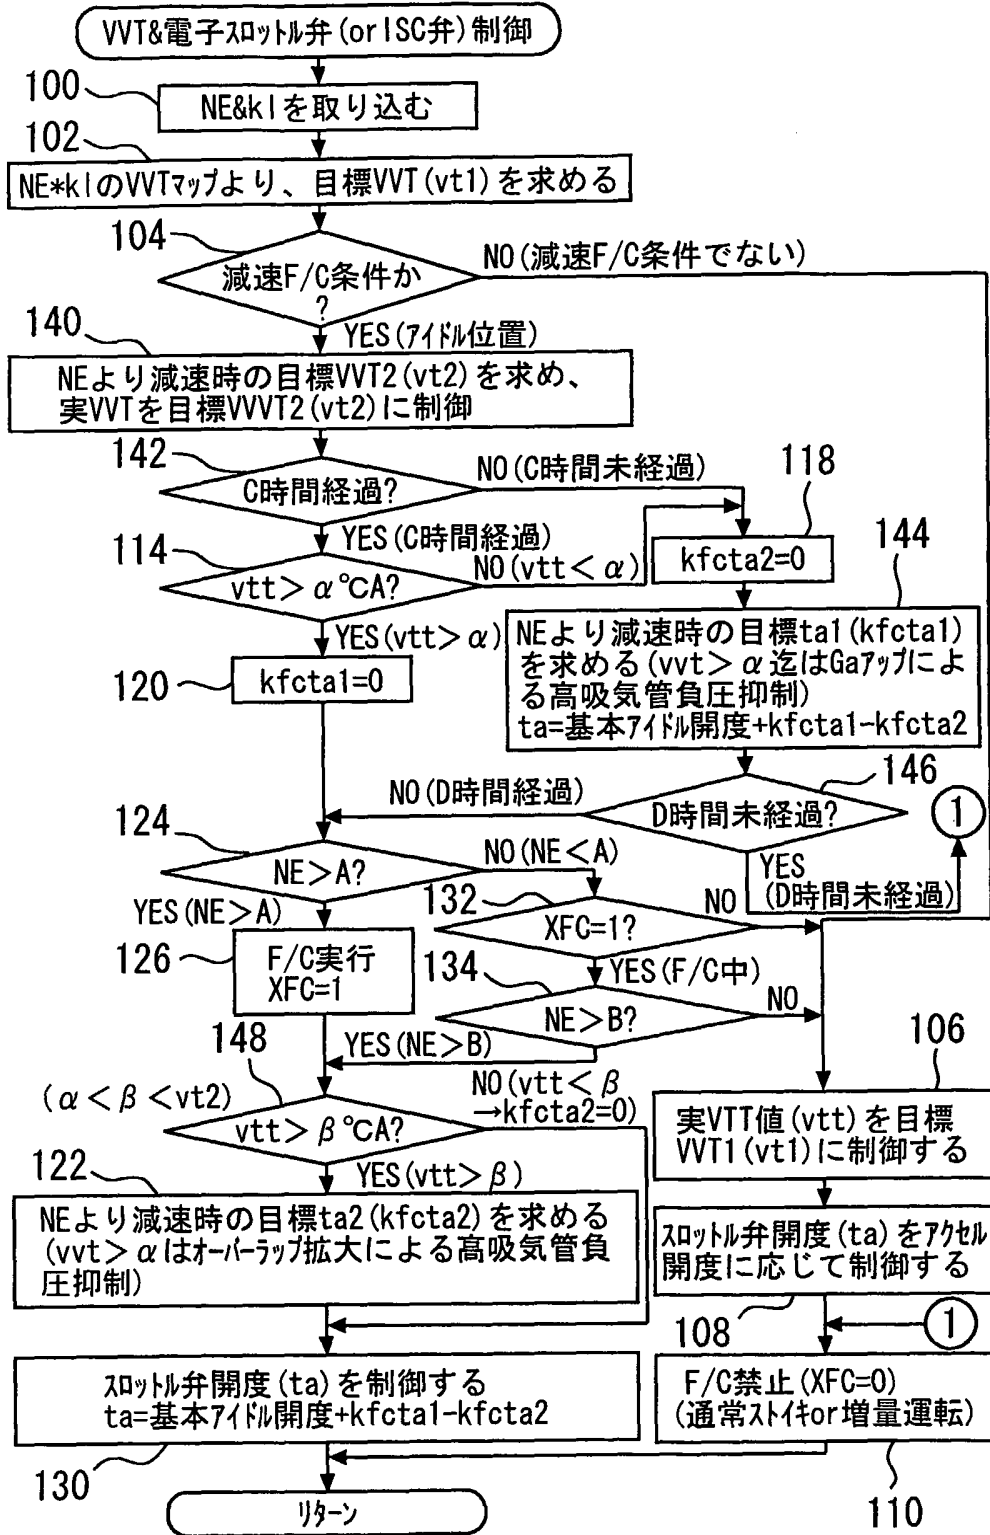 VVT&電子スロットル弁(orISC弁)制御
100
NE&klを取り込む
102
NE*klのVVTマップより、目標VVT(vt1)を求める
104
減速F/C条件か
?
NO(減速F/C条件でない)
YES(アイドル位置)
140
NEより減速時の目標VVT2(vt2)を求め、
実VVTを目標VVVT2(vt2)に制御
142
C時間経過?
NO(C時間未経過)
118
YES(C時間経過)
kfcta2=0
114
vtt>α℃A?
NO(vtt<α)
144
YES(vtt>α)
NEより減速時の目標ta1(kfcta1)
を求める(vvt>α迄はGaアップによ
る高吸気管負圧抑制)
ta=基本アイドル開度+kfcta1-kfcta2
120
kfcta1=0
146
NO(D時間経過)
D時間未経過?
1
YES
(D時間未経過)
124
NE>A?
NO(NE<A)
YES(NE>A)
132
XFC=1?
NO
126
F/C実行
XFC=1
YES(F/C中)
134
NE>B?
NO
YES(NE>B)
148
(α<β<vt2)
vtt>β℃A?
NO(vtt<β
→kfcta2=0)
106
実VTT値(vtt)を目標
VVT1(vt1)に制御する
YES(vtt>β)
122
NEより減速時の目標ta2(kfcta2)を求める
(vvt>αはオーバーラップ拡大による高吸気管負
圧抑制)
スロットル弁開度(ta)をアクセル
開度に応じて制御する
108
1
スロットル弁開度(ta)を制御する
ta=基本アイドル開度+kfcta1-kfcta2
130
F/C禁止(XFC=0)
(通常ストイキor増量運転)
110
リターン